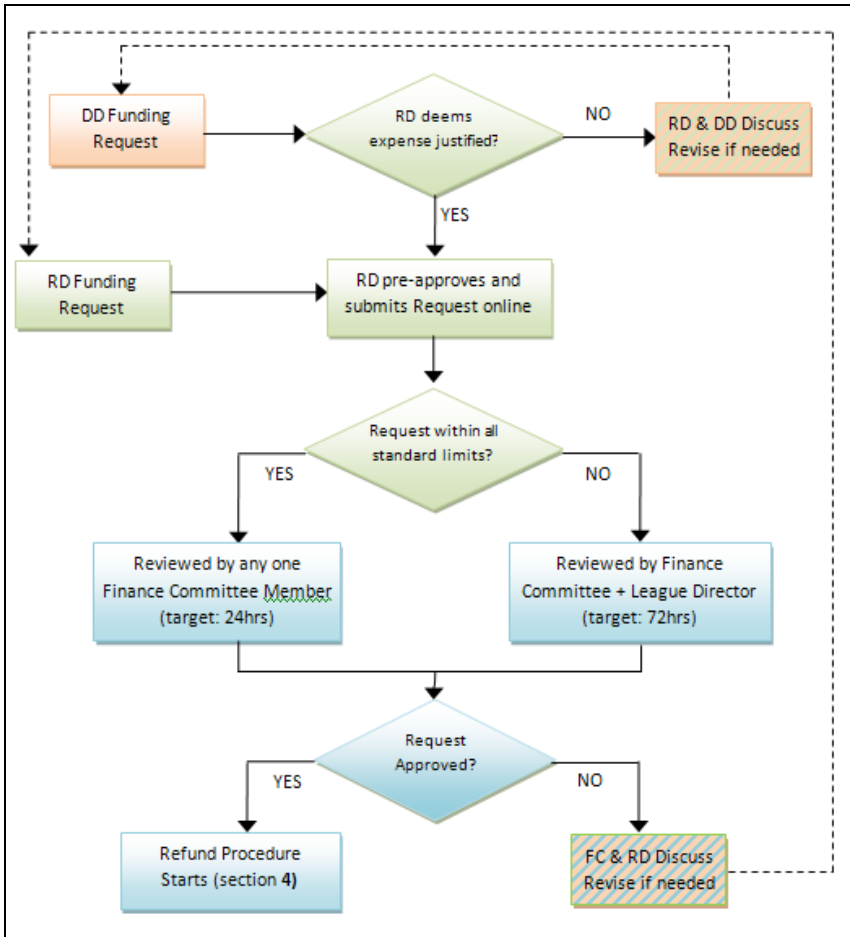 DD Funding
Request
RD deems
expense justified?
NO
RD & DD Discuss
Revise if needed
YES
RD Funding
Request
RD pre-approves and
submits Request online
Request within all
standard limits?
YES
NO
Reviewed by any one
Finance Committee Member
(target: 24hrs)
Reviewed by Finance
Committee + League Director
(target: 72hrs)
Request
Approved?
YES
NO
Refund Procedure
Starts (section 4)
FC & RD Discuss
Revise if needed